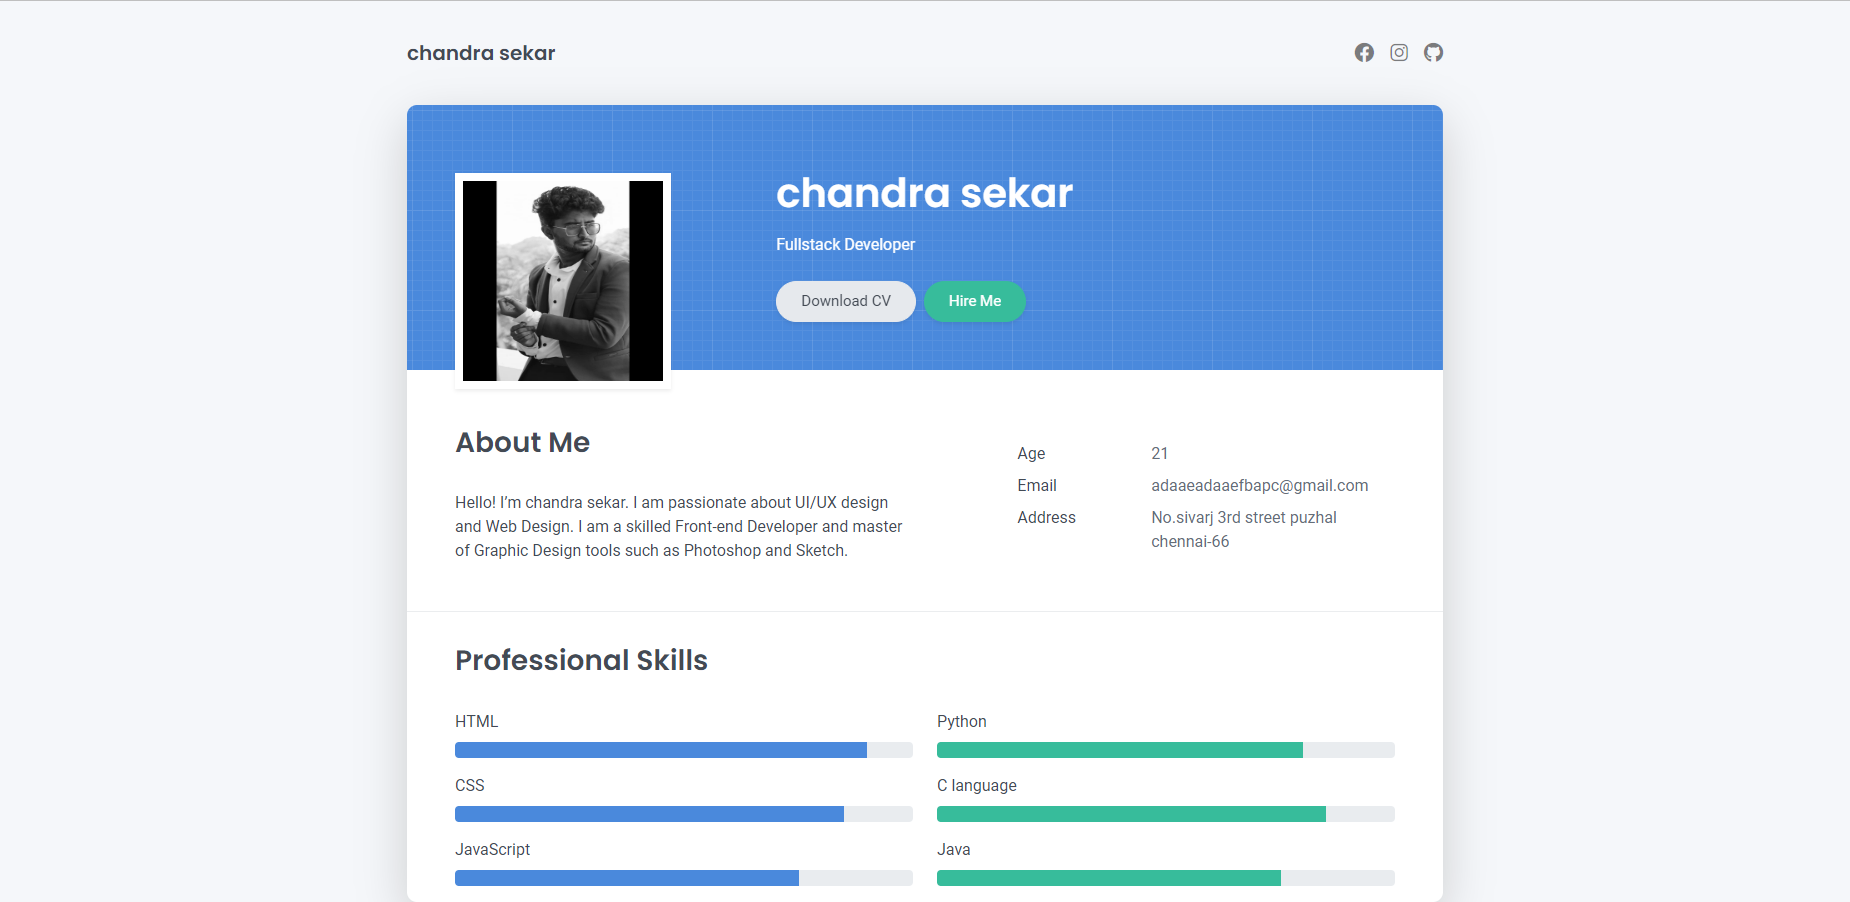 chandra sekar
chandra sekar
Fullstack Developer
Download CV
Hire Me
About Me
Hello! I’m chandra sekar. I am passionate about UI/UX design
and Web Design. I am a skilled Front-end Developer and master
of Graphic Design tools such as Photoshop and Sketch.
Age 21
Email adaaeadaaefbapc@gmail.com
Address No.sivarj 3rd street puzhal
chennai-66
Professional Skills
HTML
Python
CSS
C language
JavaScript
Java